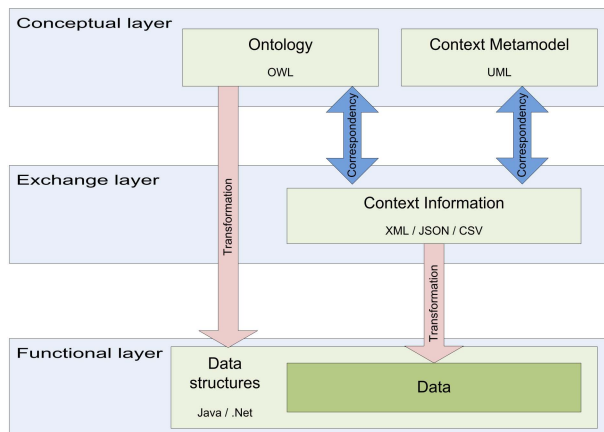 Conceptual layer
Ontology
OWL
Context Metamodel
UML
Correspondency
Correspondency
Exchange layer
Context Information
XML / JSON / CSV
Transformation
Transformation
Functional layer
Data
structures
Java / .Net
Data